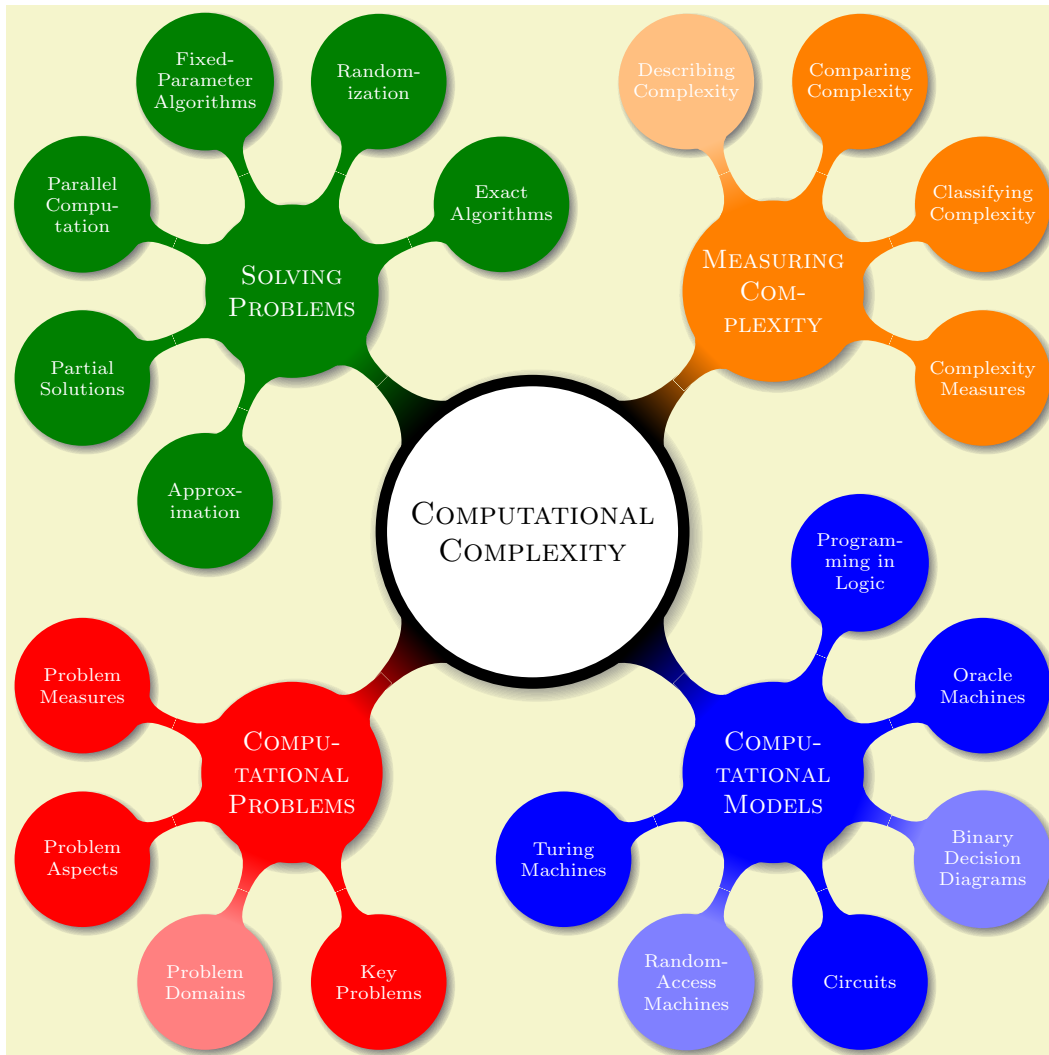 Fixed-
Parameter
Algorithms
Random-
ization
Parallel
Compu-
tation
Exact
Algorithms
SOLVING
PROBLEMS
Partial
Solutions
Approx-
imation
Describing
Complexity
Comparing
Complexity
Classifying
Complexity
MEASURING
COM-
PLEXITY
Complexity
Measures
COMPUTATIONAL
COMPLEXITY
Problem
Measures
COMPU-
TATIONAL
PROBLEMS
Problem
Aspects
Problem
Domains
Key
Problems
Program-
ming in
Logic
Oracle
Machines
COMPU-
TATIONAL
MODELS
Turing
Machines
Binary
Decision
Diagrams
Random-
Access
Machines
Circuits